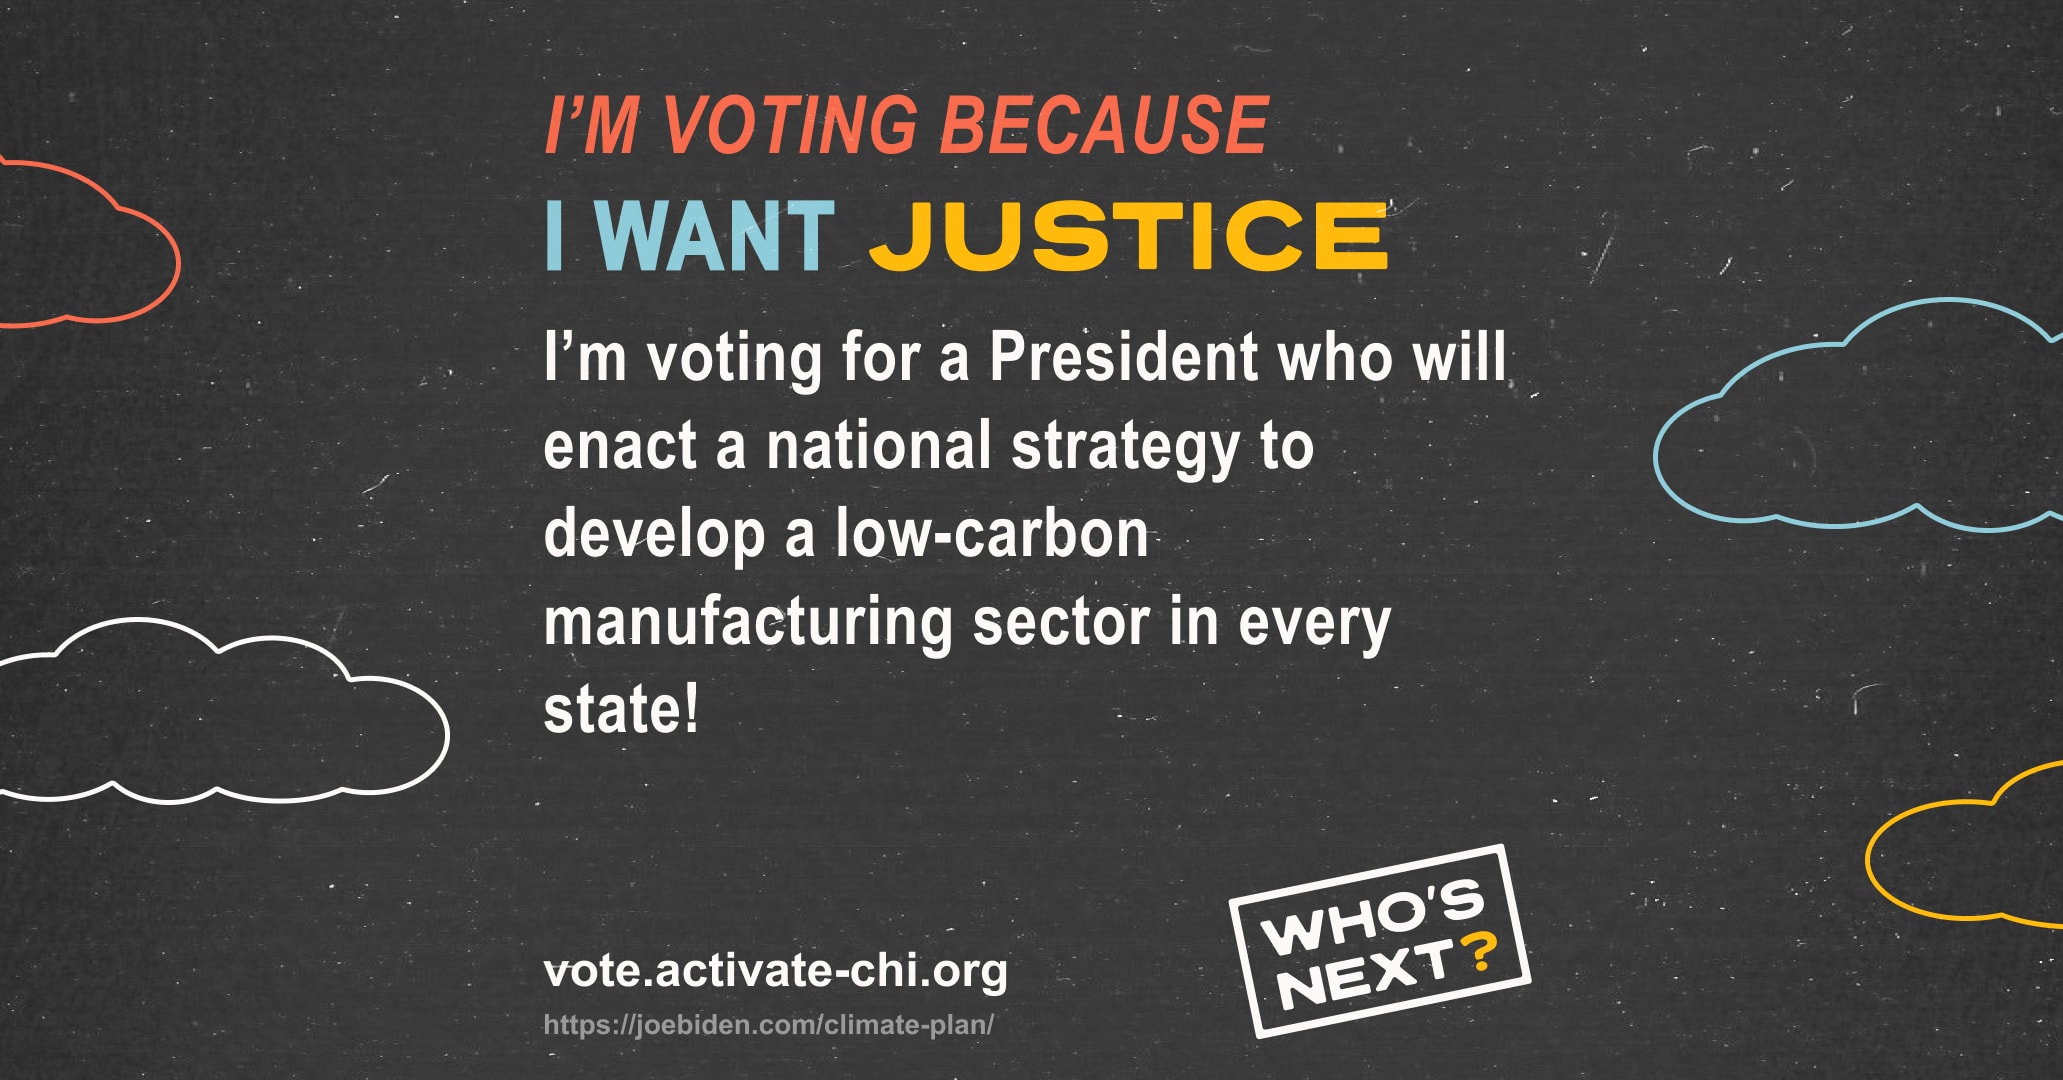 I’M VOTING BECAUSE
I WANT JUSTICE
I’m voting for a President who will
enact a national strategy to
develop a low-carbon
manufacturing sector in every
state!
WHO’S
NEXT?
vote.activate-chi.org
https://joebiden.com/climate-plan/